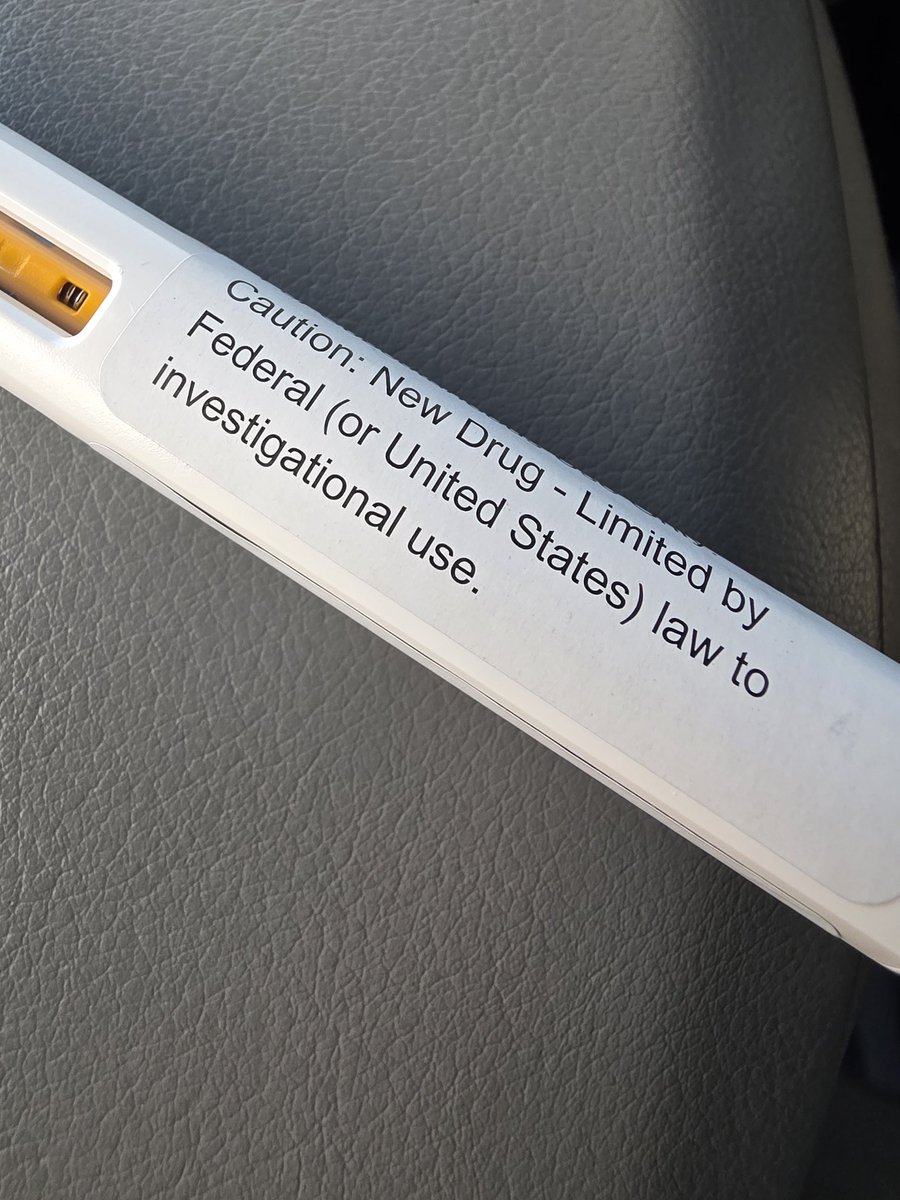 Caution: New Drug - Limited by
Federal (or United States) law to
investigational use.